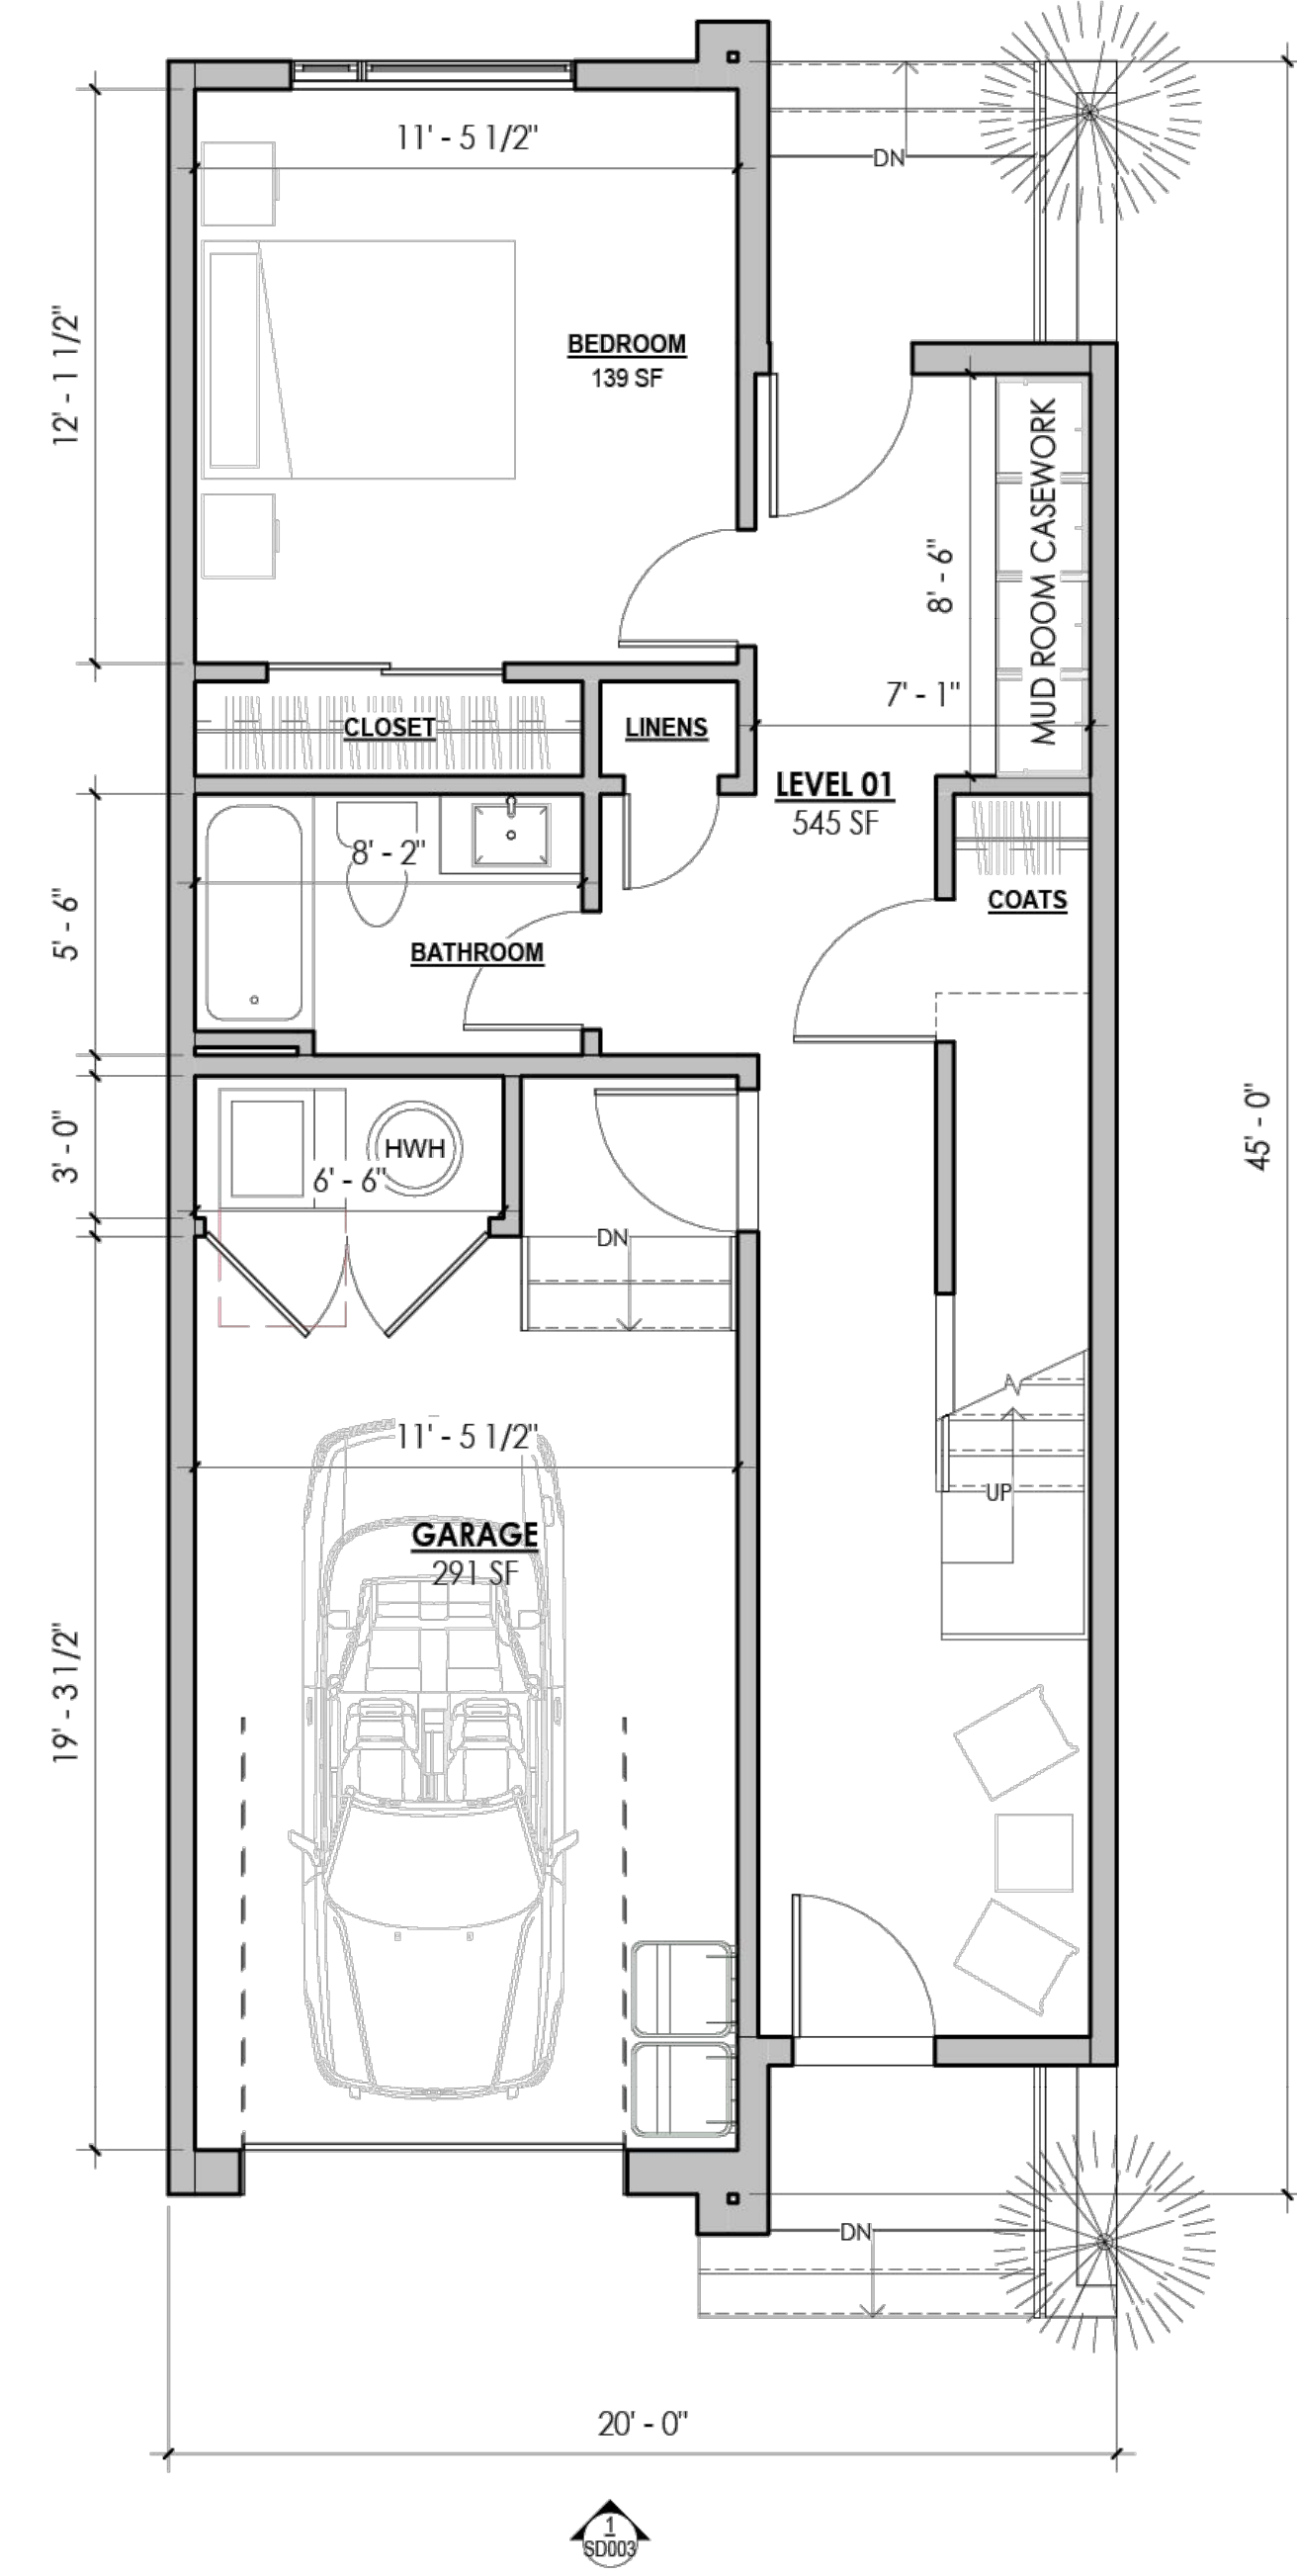 11' - 5 1/2"
DN
12' - 1 1/2"
BEDROOM
139 SF
MUD ROOM CASEWORK
8' - 6"
7' - 1"
CLOSET
LINENS
LEVEL 01
545 SF
8' - 2"
COATS
5' - 6"
BATHROOM
45' - 0"
3' - 0"
HWH
6' - 6"
DN
11' - 5 1/2"
UP
GARAGE
291 SF
19' - 3 1/2"
DN
20' - 0"
1
SD003